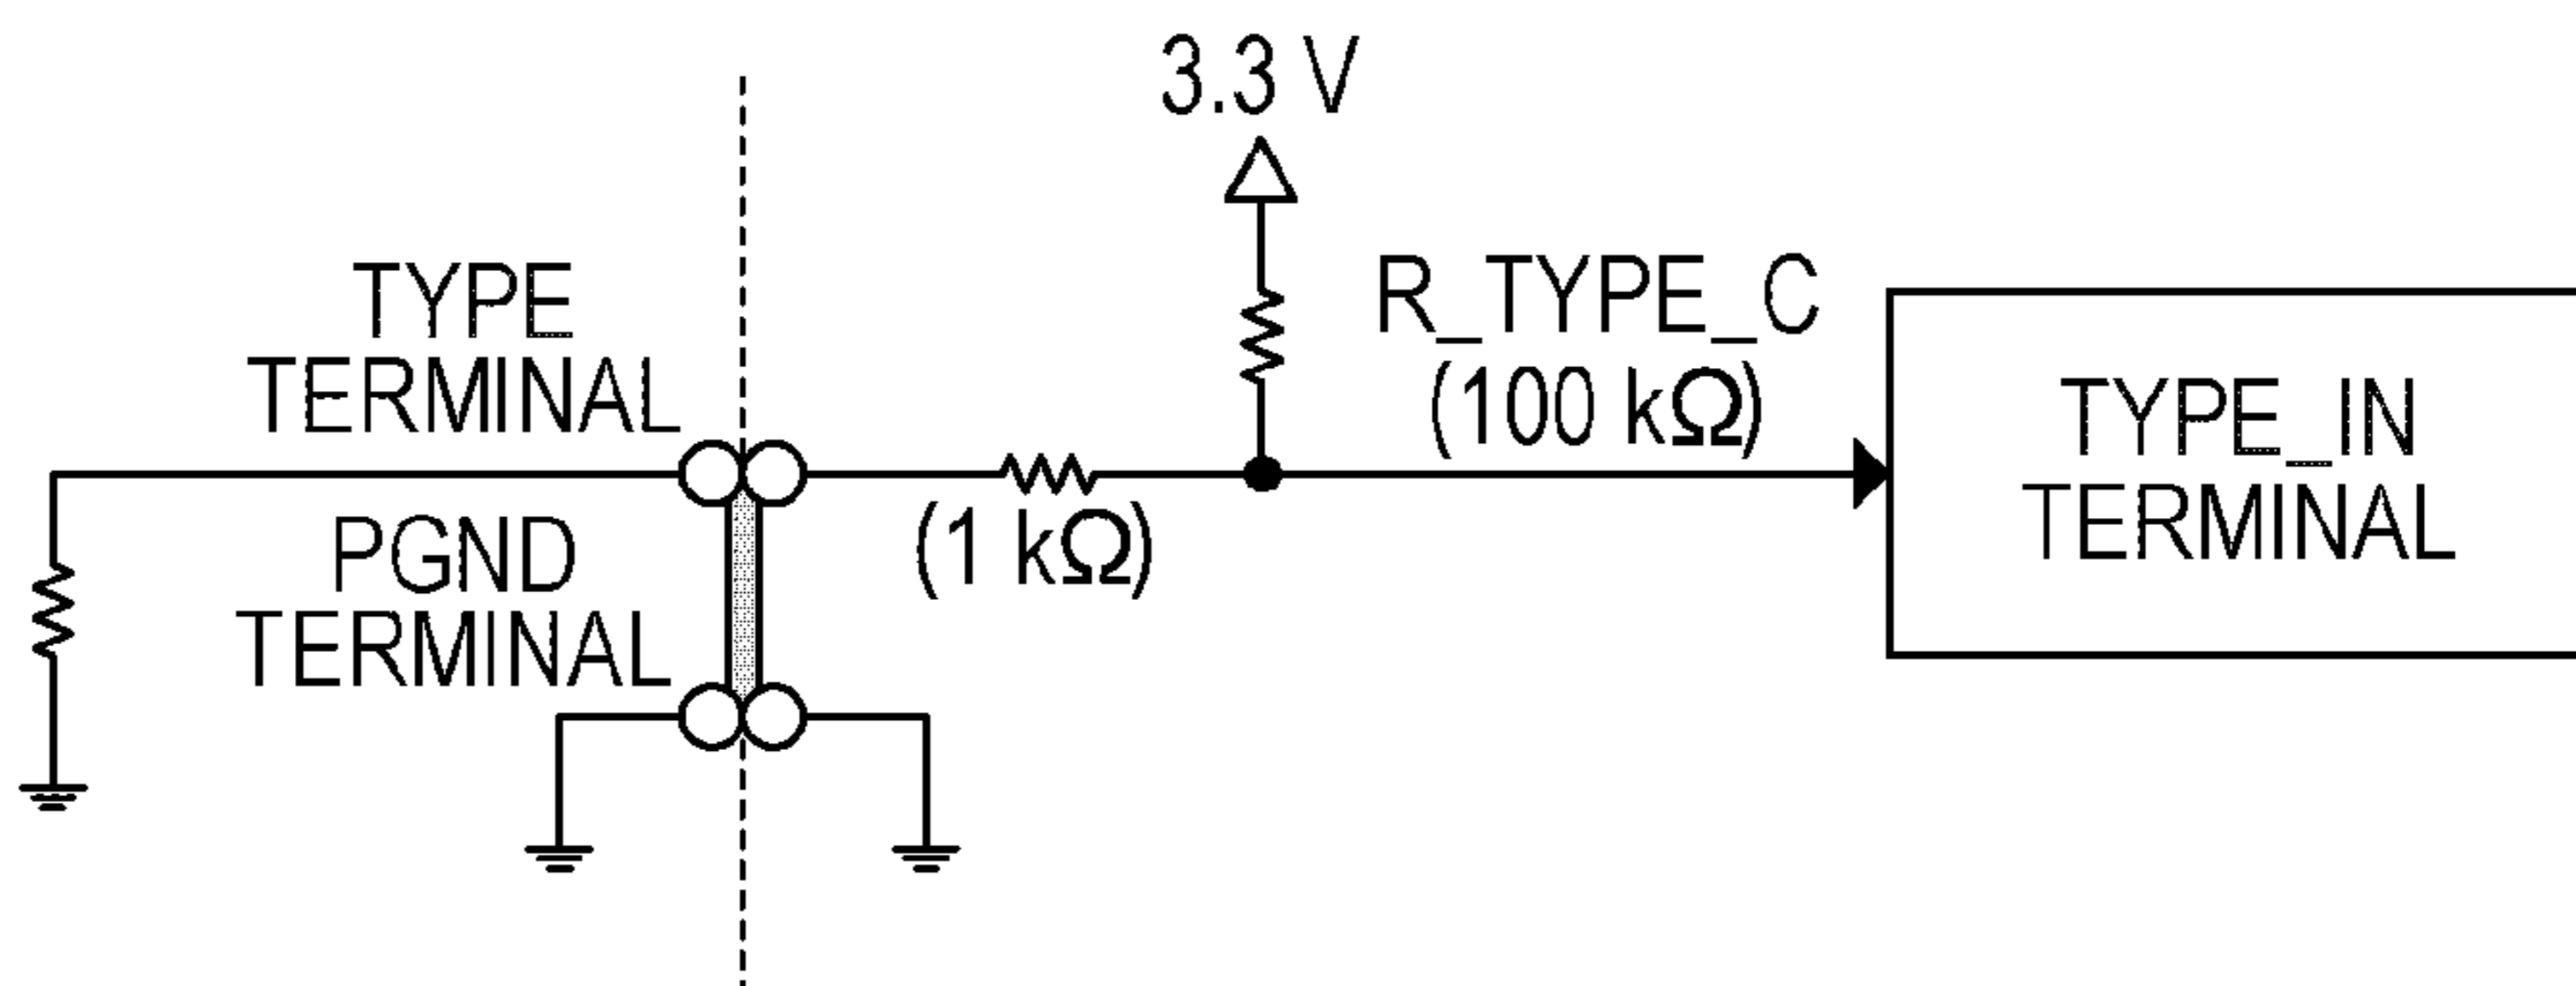 3.3 V
TYPE
TERMINAL
R_TYPE_C
(100 kΩ)
TYPE_IN
TERMINAL
PGND
TERMINAL
(1 kΩ)